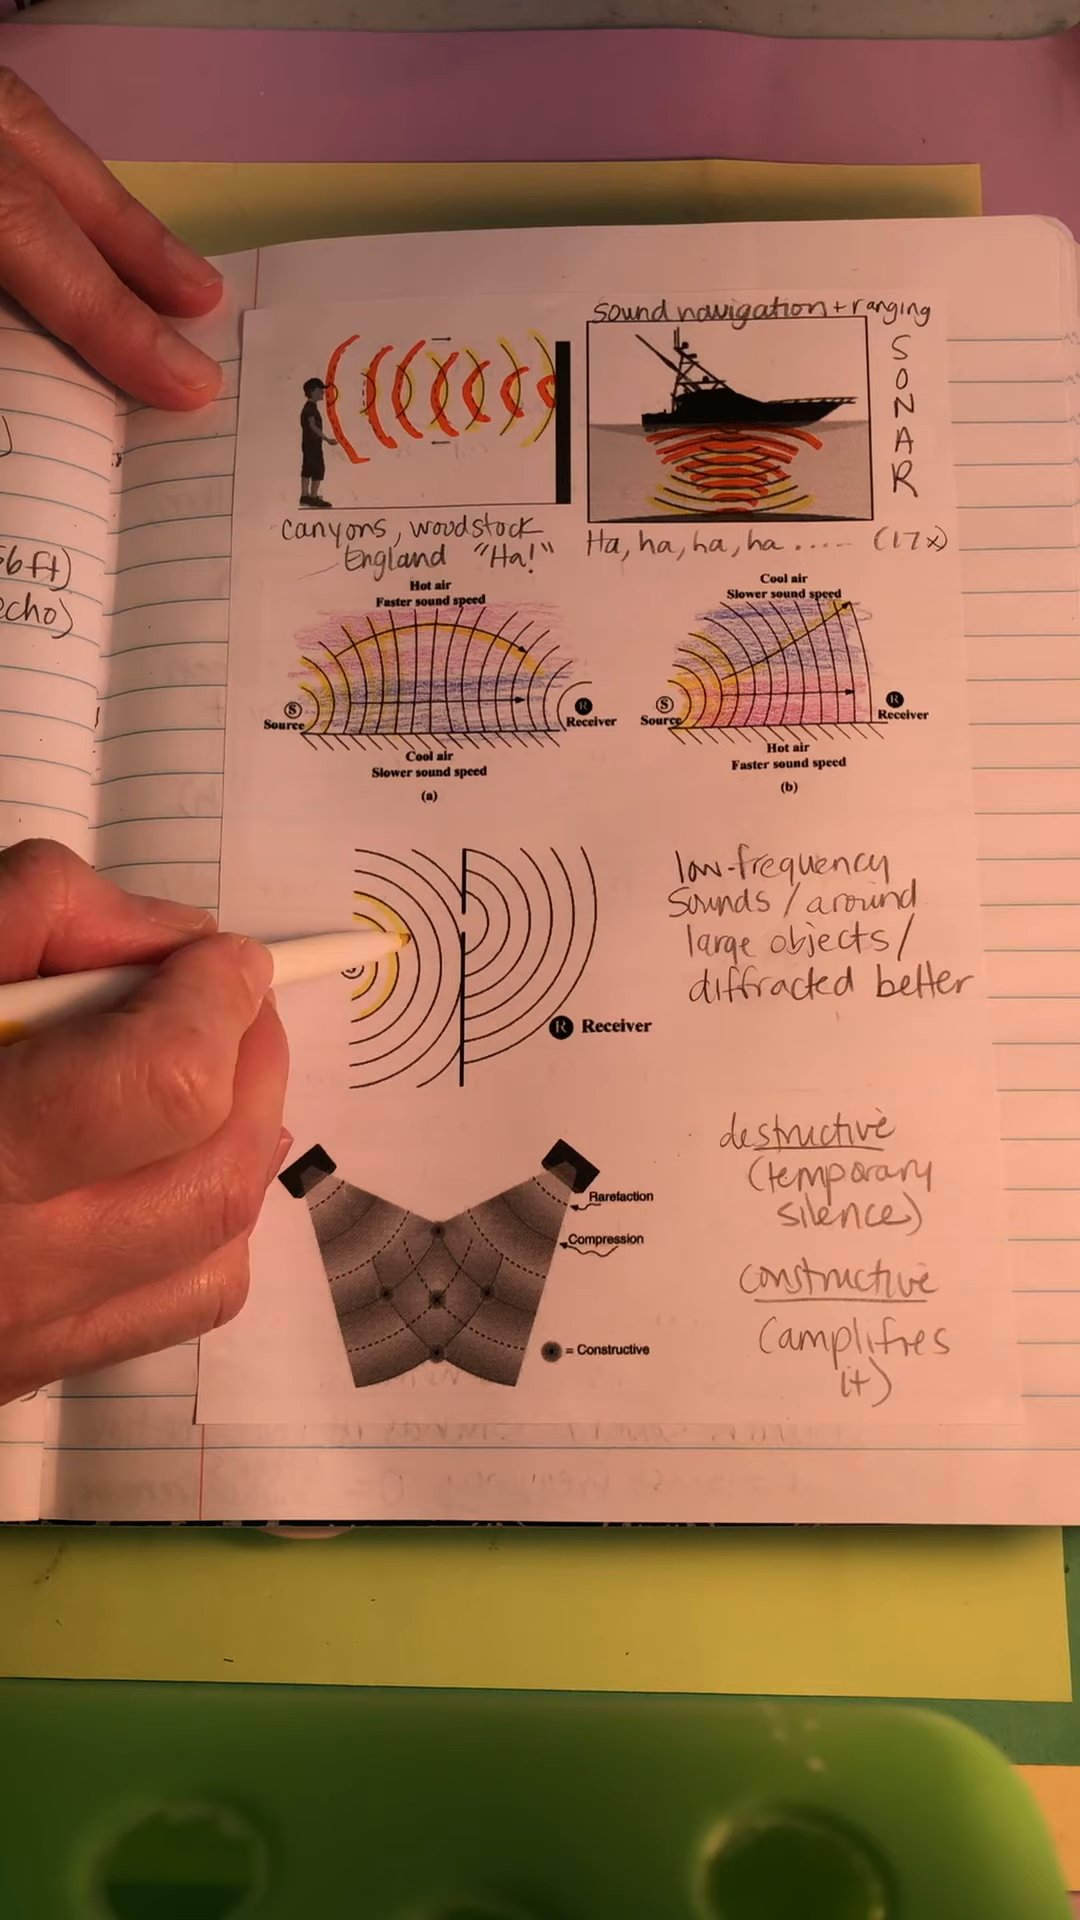 sound navigation + ranging
S
O
N
A
R
canyons, woodstock
England "Ha!"
Ha, ha, ha, ha ..... (17x)
Hot air
Faster sound speed
S
Source
R
Receiver
Cool air
Slower sound speed
(a)
Cool air
Slower sound speed
S
Source
R
Receiver
Hot air
Faster sound speed
(b)
6ft)
echo)
low-frequency
sounds / around
large objects /
diffracted better
R Receiver
destructive
(temporary
silence)
constructive
(amplifies
it)
Rarefaction
Compression
= Constructive